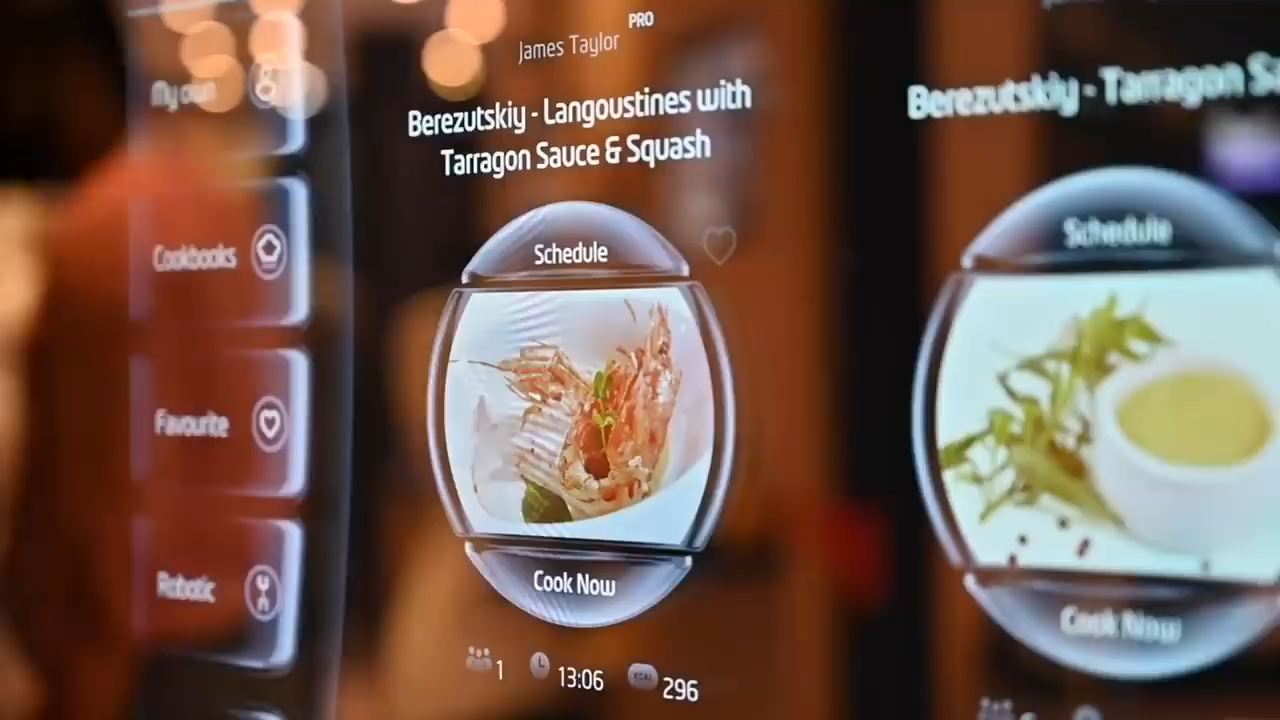 My own
Cookbooks
Favourite
Robotic
PRO
James Taylor
Berezutskiy - Langoustines with
Tarragon Sauce & Squash
Schedule
Cook Now
1
13:06
KCAL
296
Berezutskiy - Tarragon Sa
Schedule
Cook Now